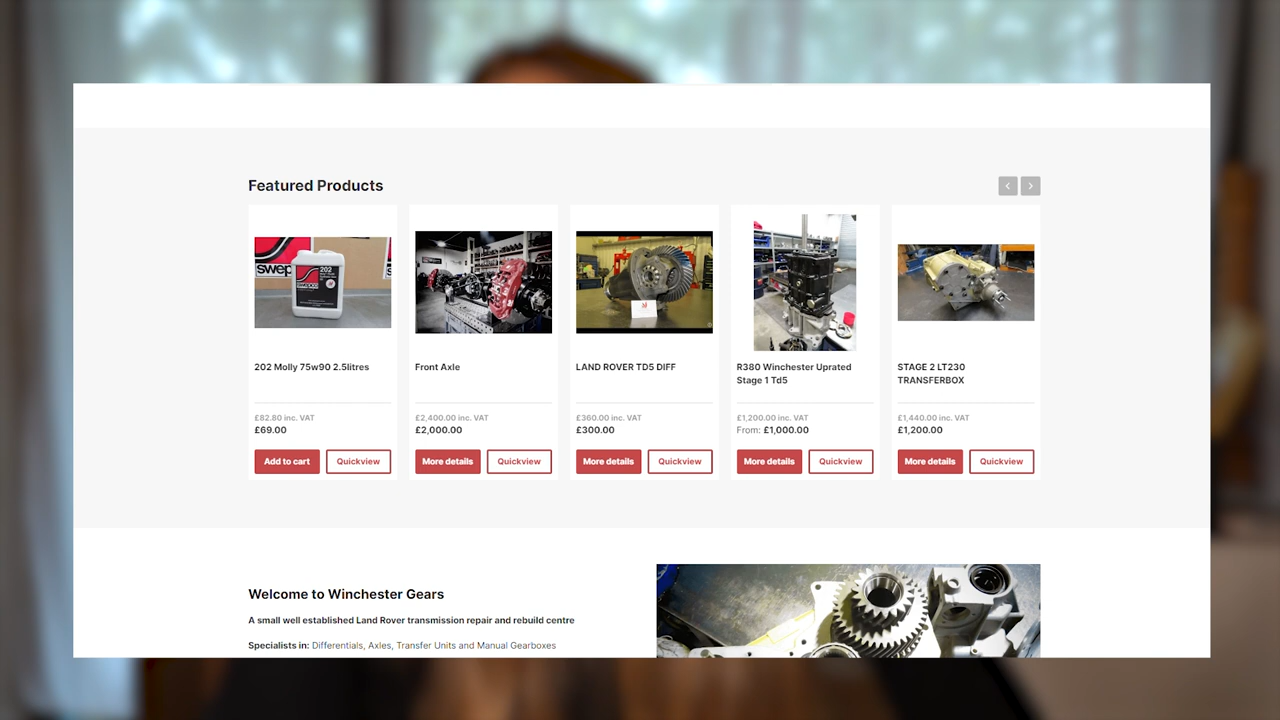 Featured Products
swep
202
202 Molly 75w90 2.5litres
£82.80 inc. VAT
£69.00
Add to cart
Quickview
Front Axle
£2,400.00 inc. VAT
£2,000.00
More details
Quickview
LAND ROVER TD5 DIFF
£360.00 inc. VAT
£300.00
More details
Quickview
R380 Winchester Uprated
Stage 1 Td5
£1,200.00 inc. VAT
From: £1,000.00
More details
Quickview
STAGE 2 LT230
TRANSFERBOX
£1,440.00 inc. VAT
£1,200.00
More details
Quickview
Welcome to Winchester Gears
A small well established Land Rover transmission repair and rebuild centre
Specialists in: Differentials, Axles, Transfer Units and Manual Gearboxes